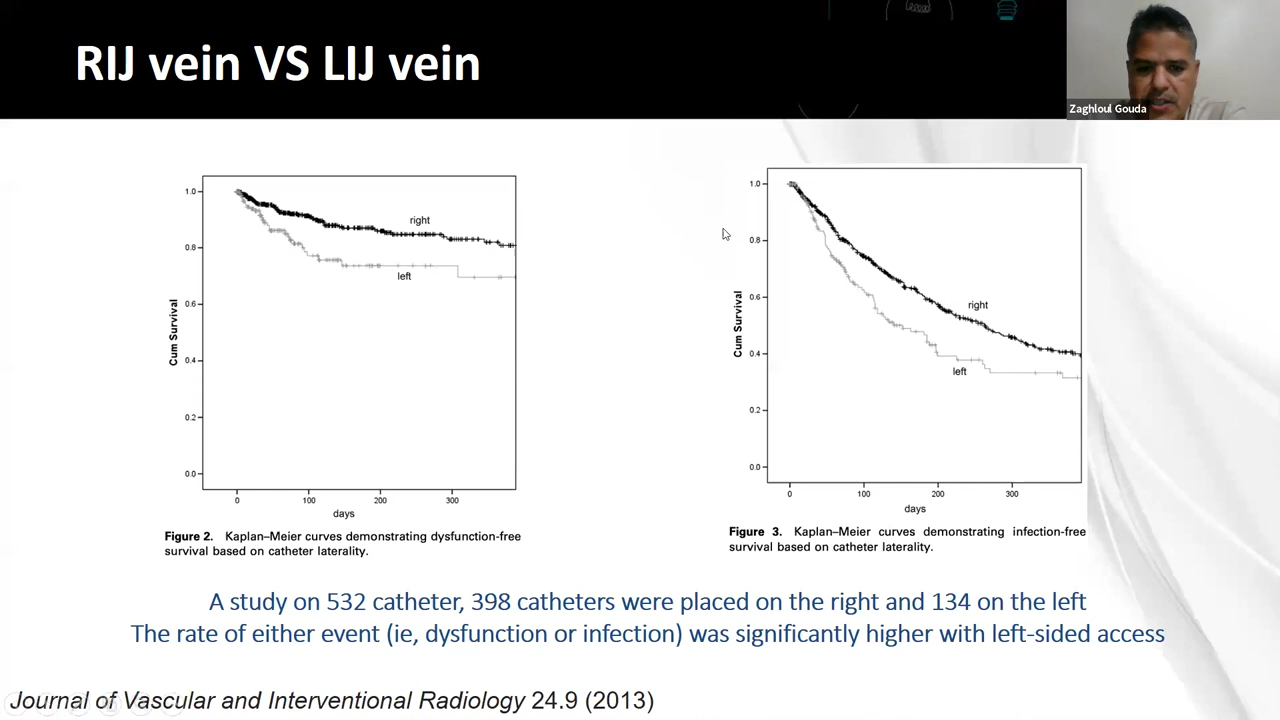 RIJ vein VS LIJ vein
Zaghloul Gouda
1.0
0.8
0.6
0.4
0.2
0.0
Cum Survival
right
left
0 100 200 300
days
Figure 2. Kaplan–Meier curves demonstrating dysfunction-free
survival based on catheter laterality.
1.0
0.8
0.6
0.4
0.2
0.0
Cum Survival
right
left
0 100 200 300
days
Figure 3. Kaplan–Meier curves demonstrating infection-free
survival based on catheter laterality.
A study on 532 catheter, 398 catheters were placed on the right and 134 on the left
The rate of either event (ie, dysfunction or infection) was significantly higher with left-sided access
Journal of Vascular and Interventional Radiology 24.9 (2013)